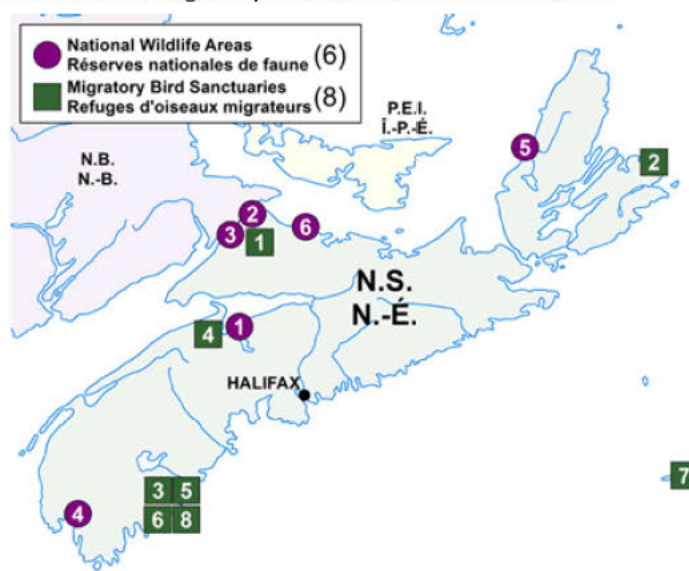 National Wildlife Areas
Réserves nationales de faune (6)
Migratory Bird Sanctuaries
Refuges d'oiseaux migrateurs (8)
P.E.I.
Î.-P.-É.
N.B.
N.-B.
5
2
2
3
1
6
N.S.
N.-É.
4
1
HALIFAX
7
3 5
6 8
4